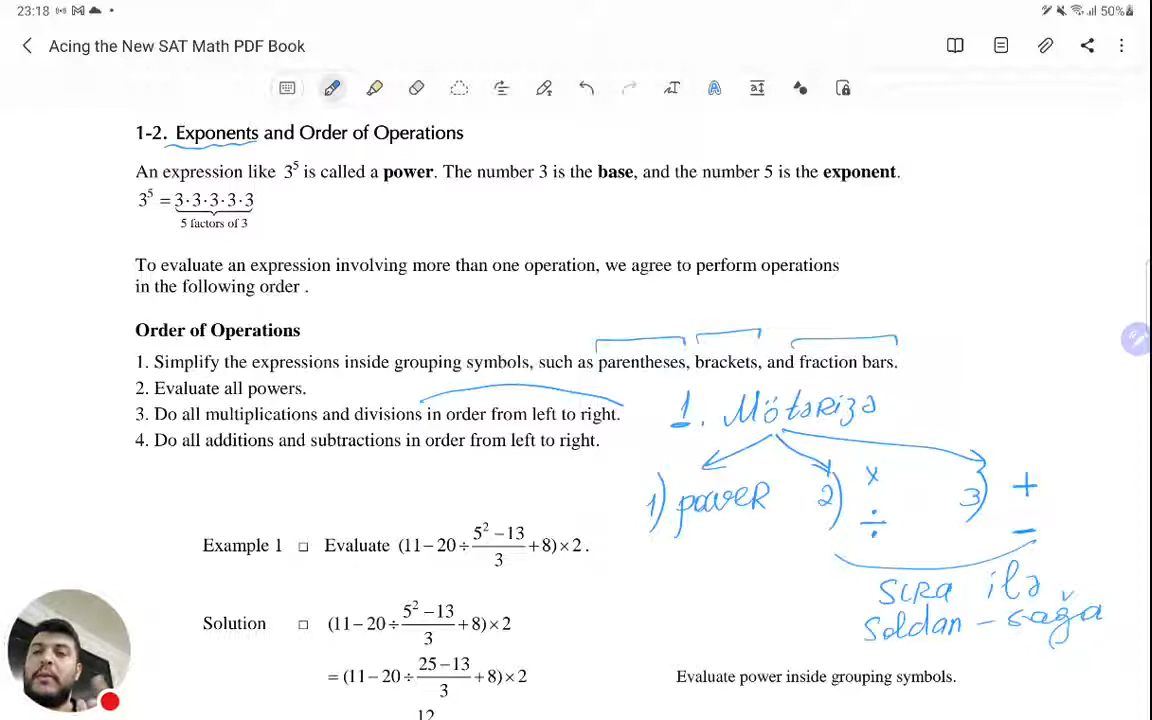 23:18
50%
Acing the New SAT Math PDF Book
1-2. Exponents and Order of Operations
An expression like 3⁵ is called a power. The number 3 is the base, and the number 5 is the exponent.
3⁵ = 3·3·3·3·3
5 factors of 3
To evaluate an expression involving more than one operation, we agree to perform operations
in the following order .
Order of Operations
1. Simplify the expressions inside grouping symbols, such as parentheses, brackets, and fraction bars.
2. Evaluate all powers.
3. Do all multiplications and divisions in order from left to right.
4. Do all additions and subtractions in order from left to right.
1. Mötərizə
1) power 2) × ÷ 3) + −
sıra ilə
soldan - sağa
Example 1 □ Evaluate (11−20÷(5²−13)/3+8)×2.
Solution □ (11−20÷(5²−13)/3+8)×2
=(11−20÷(25−13)/3+8)×2 Evaluate power inside grouping symbols.
12